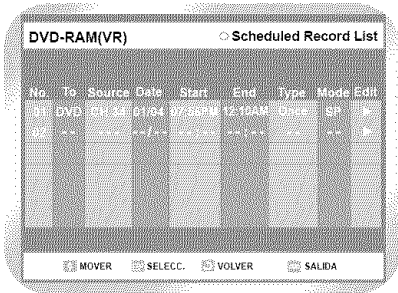 DVD-RAM(VR) Scheduled Record List
No. To Source Date Start End Type Mode Edit
01 DVD CH 34 01/04 07:56PM 12:10AM Once SP
02 -- --- --/-- --:-- --:-- -- --
MOVER SELECC. VOLVER SALIDA